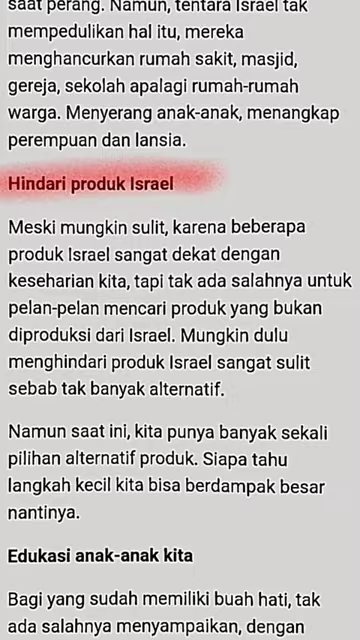 saat perang. Namun, tentara Israel tak
mempedulikan hal itu, mereka
menghancurkan rumah sakit, masjid,
gereja, sekolah apalagi rumah-rumah
warga. Menyerang anak-anak, menangkap
perempuan dan lansia.
Hindari produk Israel
Meski mungkin sulit, karena beberapa
produk Israel sangat dekat dengan
keseharian kita, tapi tak ada salahnya untuk
pelan-pelan mencari produk yang bukan
diproduksi dari Israel. Mungkin dulu
menghindari produk Israel sangat sulit
sebab tak banyak alternatif.
Namun saat ini, kita punya banyak sekali
pilihan alternatif produk. Siapa tahu
langkah kecil kita bisa berdampak besar
nantinya.
Edukasi anak-anak kita
Bagi yang sudah memiliki buah hati, tak
ada salahnya menyampaikan, dengan